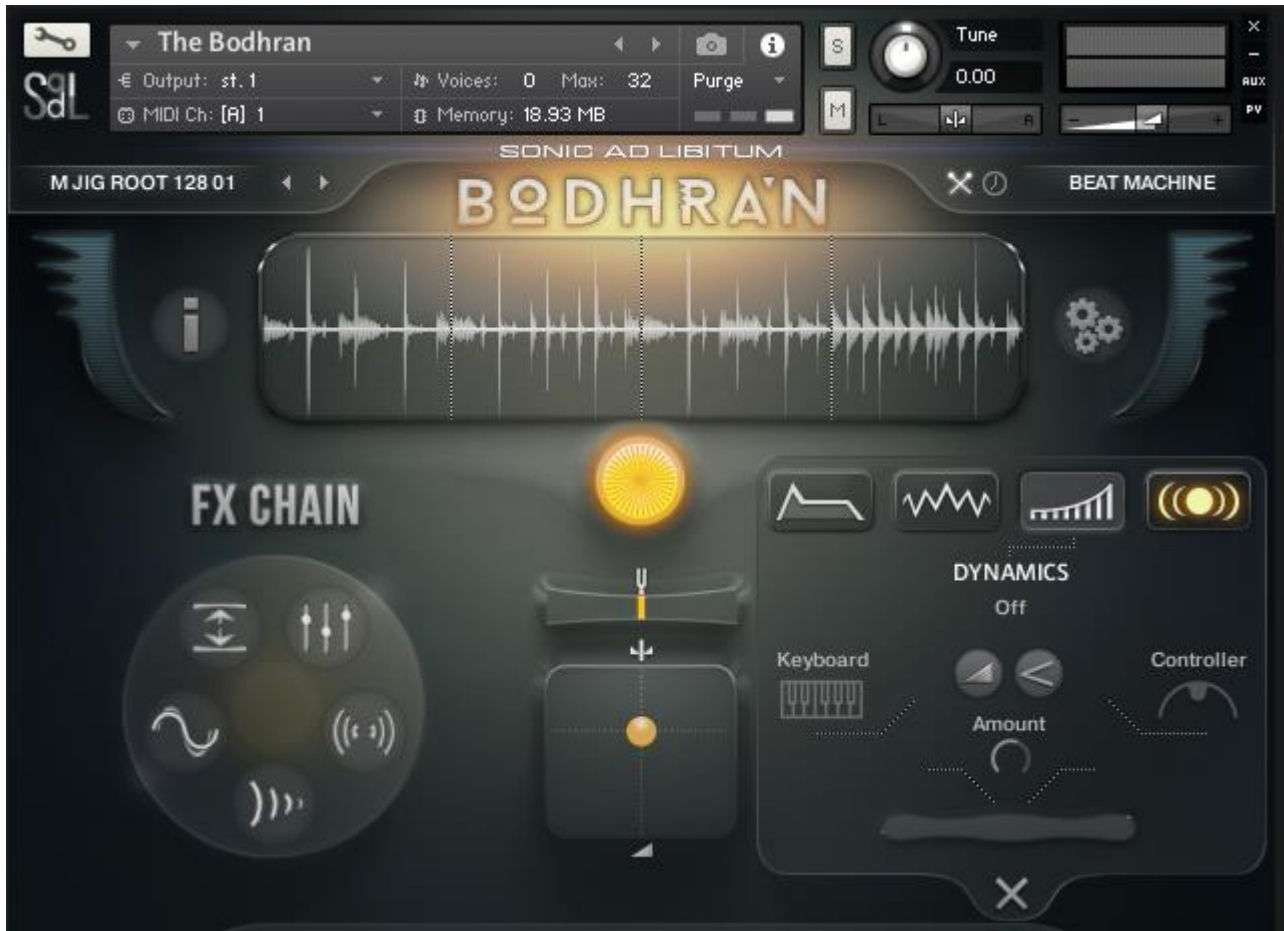 The Bodhran
S
Tune
Output: st. 1
Voices: 0 Max: 32
Purge
0.00
AUX
SadL
MIDI Ch: [A] 1
Memory: 18.93 MB
M
L
R
- +
PV
SONIC AD LIBITUM
M JIG ROOT 128 01
BODHRÁN
BEAT MACHINE
i
FX CHAIN
DYNAMICS
Off
Keyboard
Controller
Amount